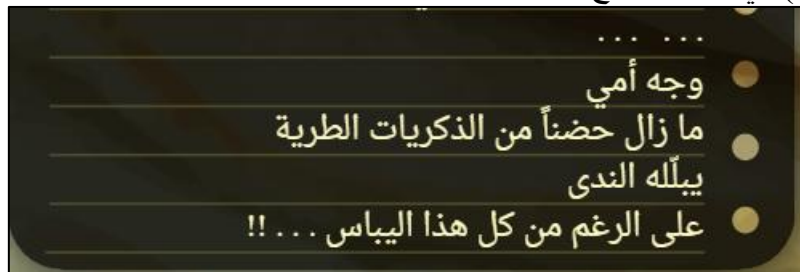 ... ...
وجه أمي
ما زال حضناً من الذكريات الطرية
يبلّله الندى
على الرغم من كل هذا اليباس . . . !!